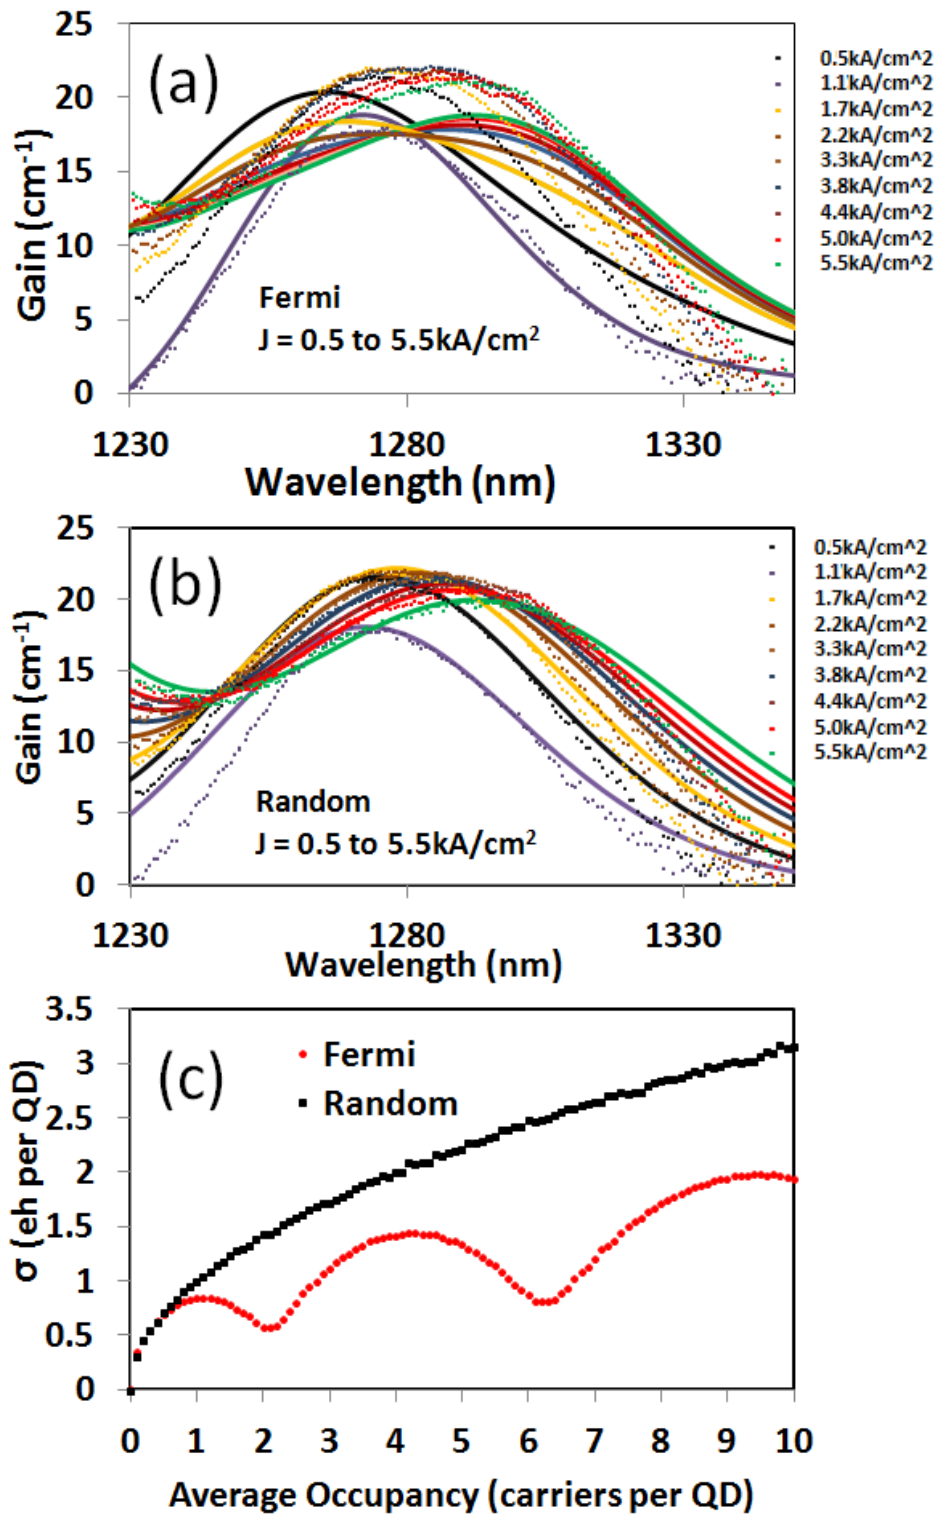 25
20
15
10
5
0
Gain (cm-1)
(a)
Fermi
J = 0.5 to 5.5kA/cm2
0.5kA/cm^2
1.1kA/cm^2
1.7kA/cm^2
2.2kA/cm^2
3.3kA/cm^2
3.8kA/cm^2
4.4kA/cm^2
5.0kA/cm^2
5.5kA/cm^2
1230 1280 1330
Wavelength (nm)
25
20
15
10
5
0
Gain (cm-1)
(b)
Random
J = 0.5 to 5.5kA/cm2
0.5kA/cm^2
1.1kA/cm^2
1.7kA/cm^2
2.2kA/cm^2
3.3kA/cm^2
3.8kA/cm^2
4.4kA/cm^2
5.0kA/cm^2
5.5kA/cm^2
1230 1280 1330
Wavelength (nm)
3.5
3
2.5
2
1.5
1
0.5
0
σ (eh per QD)
(c)
Fermi
Random
0 1 2 3 4 5 6 7 8 9 10
Average Occupancy (carriers per QD)